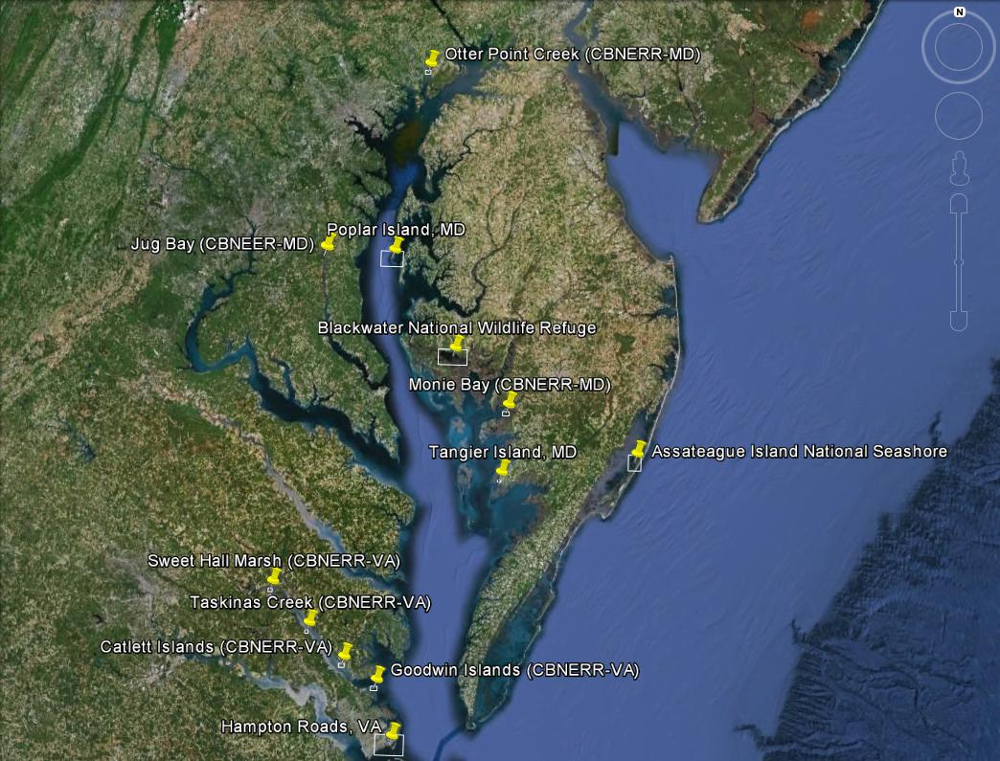 N
Otter Point Creek (CBNERR-MD)
Poplar Island, MD
Jug Bay (CBNEER-MD)
Blackwater National Wildlife Refuge
Monie Bay (CBNERR-MD)
Tangier Island, MD
Assateague Island National Seashore
Sweet Hall Marsh (CBNERR-VA)
Taskinas Creek (CBNERR-VA)
Catlett Islands (CBNERR-VA)
Goodwin Islands (CBNERR-VA)
Hampton Roads, VA